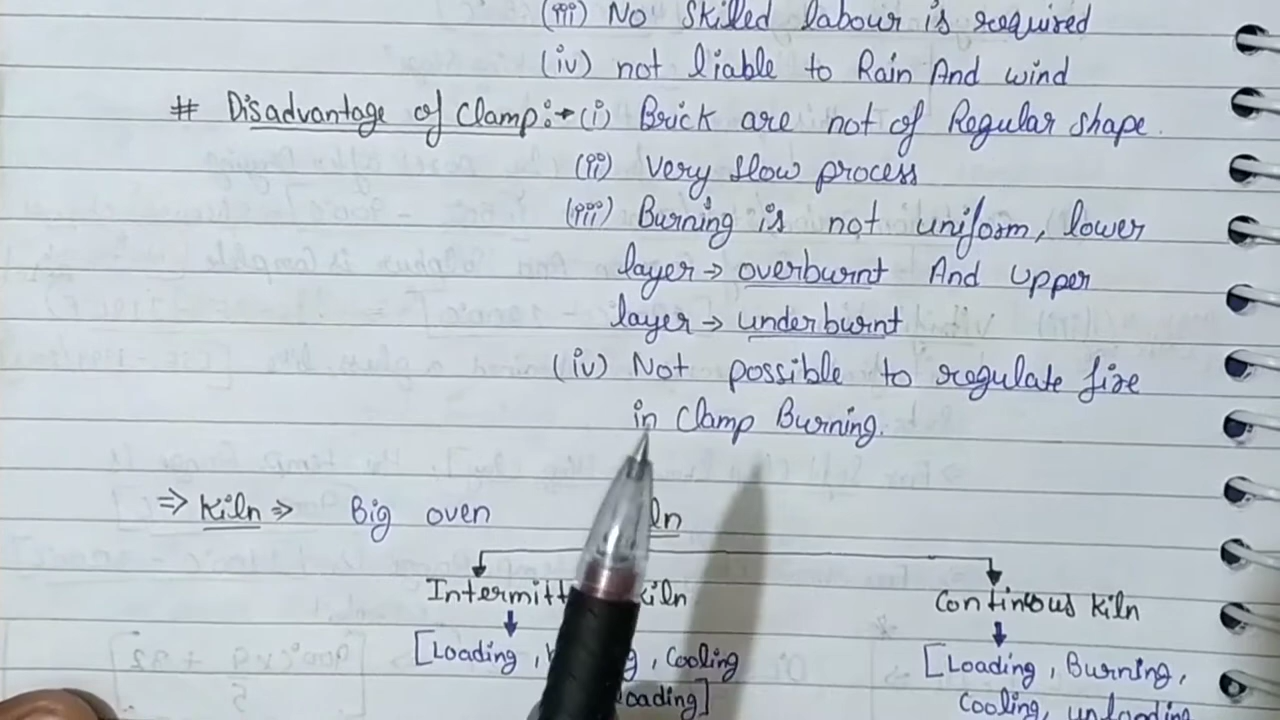 (iii) No skilled labour is required
(iv) not liable to Rain And wind
# Disadvantage of Clamp:→(i) Brick are not of Regular shape.
(ii) Very slow process
(iii) Burning is not uniform, lower
layer → overburnt And Upper
layer → underburnt
(iv) Not possible to regulate fire
in Clamp Burning.
⇒ Kiln ⇒ Big oven
Continuous Kiln
[Loading, cooling
[Loading, Burning,
Cooling, unloading